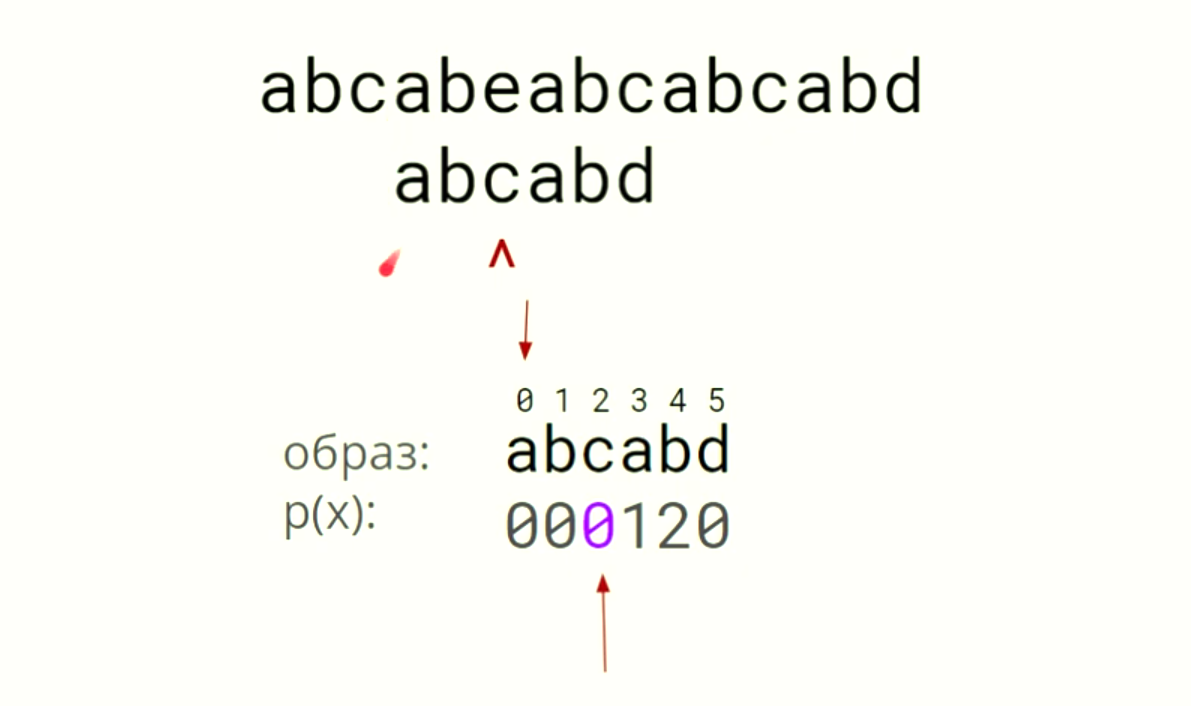 abcabeabcabcabd
abcabd
^
0 1 2 3 4 5
образ: abcabd
p(x): 000120